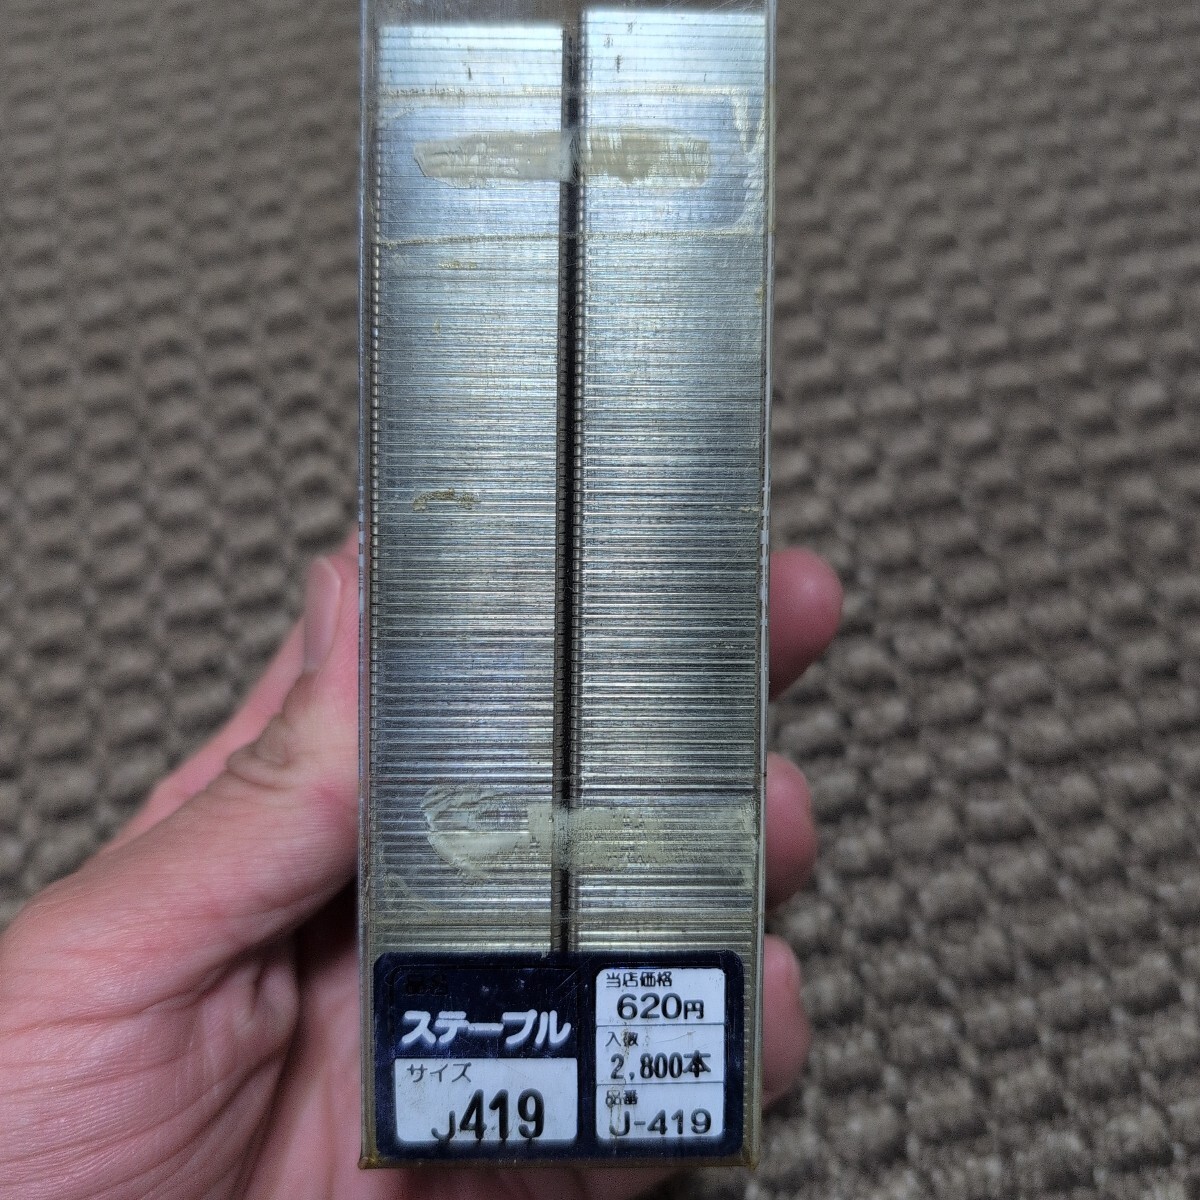 ステープル
サイズ
J419
当店価格
620円
入数
2,800本
品番
J-419